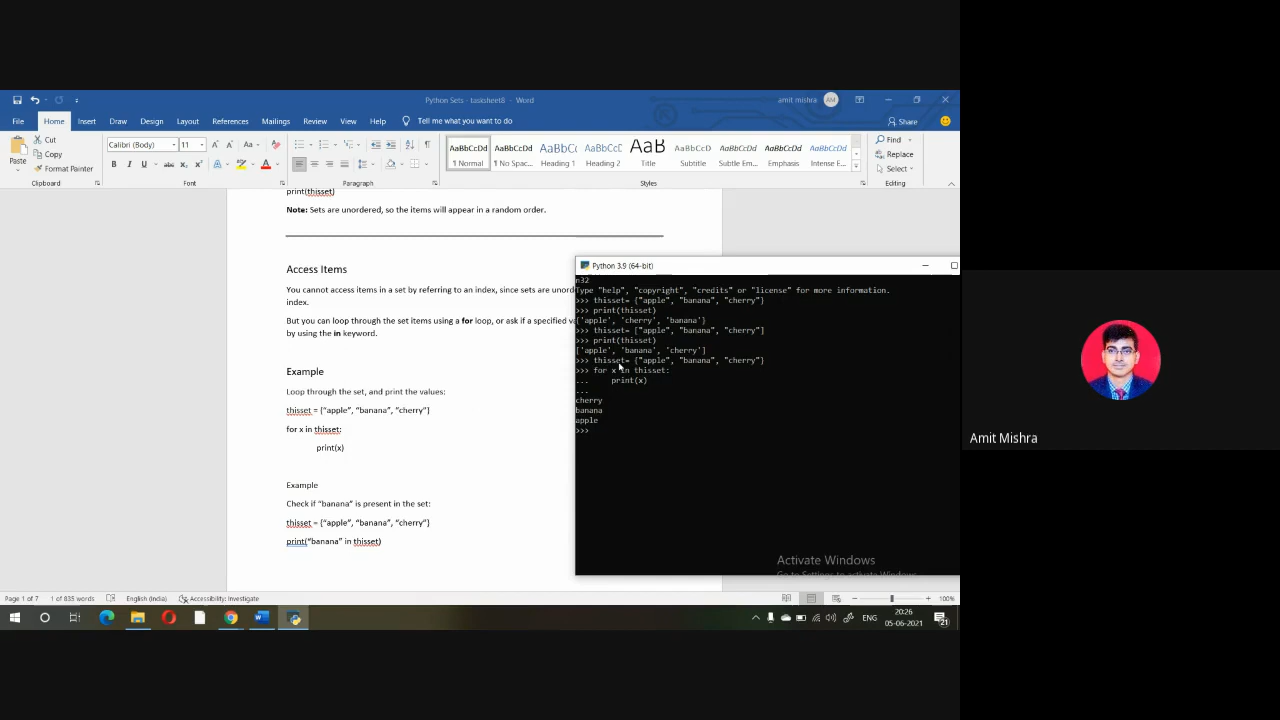 Python Sets - tasksheet8 - Word
amit mishra
AM
File Home Insert Draw Design Layout References Mailings Review View Help Tell me what you want to do
Share
Paste
Cut
Copy
Format Painter
Clipboard
Calibri (Body) 11
Font
Paragraph
AaBbCcDd AaBbCcDd AaBbC( AaBbCcC AaB AaBbCcD AaBbCcDd AaBbCcDd AaBbCcDd
¶ Normal ¶ No Spac... Heading 1 Heading 2 Title Subtitle Subtle Em... Emphasis Intense E...
Styles
Find
Replace
Select
Editing
print(thisset)
Note: Sets are unordered, so the items will appear in a random order.
Access Items
You cannot access items in a set by referring to an index, since sets are unord
index.
But you can loop through the set items using a for loop, or ask if a specified v
by using the in keyword.
Example
Loop through the set, and print the values:
thisset = {“apple”, “banana”, “cherry”}
for x in thisset:
print(x)
Example
Check if “banana” is present in the set:
thisset = {“apple”, “banana”, “cherry”}
print(“banana” in thisset)
Python 3.9 (64-bit)
n32
Type "help", "copyright", "credits" or "license" for more information.
>>> thisset= {"apple", "banana", "cherry"}
>>> print(thisset)
{'apple', 'cherry', 'banana'}
>>> thisset= ["apple", "banana", "cherry"]
>>> print(thisset)
['apple', 'banana', 'cherry']
>>> thisset= {"apple", "banana", "cherry"}
>>> for x in thisset:
... print(x)
...
cherry
banana
apple
>>>
Activate Windows
Go to Settings to activate Windows.
Page 1 of 7 1 of 835 words English (India) Accessibility: Investigate
100%
ENG
20:26
05-06-2021
21
Amit Mishra